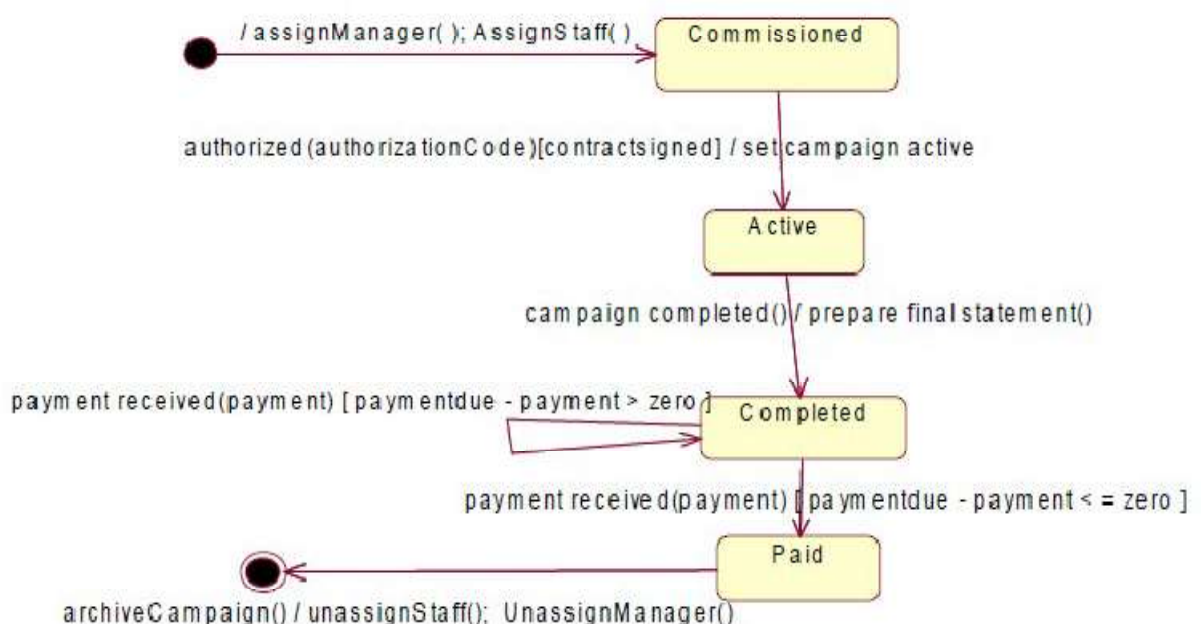 / assignManager( ); AssignStaff( )
Commissioned
authorized(authorizationCode)[contractsigned] / set campaign active
Active
campaign completed() / prepare final statement()
payment received(payment) [ paymentdue - payment > zero ]
Completed
payment received(payment) [ paymentdue - payment < = zero ]
Paid
archiveCampaign() / unassignStaff(); UnassignManager()